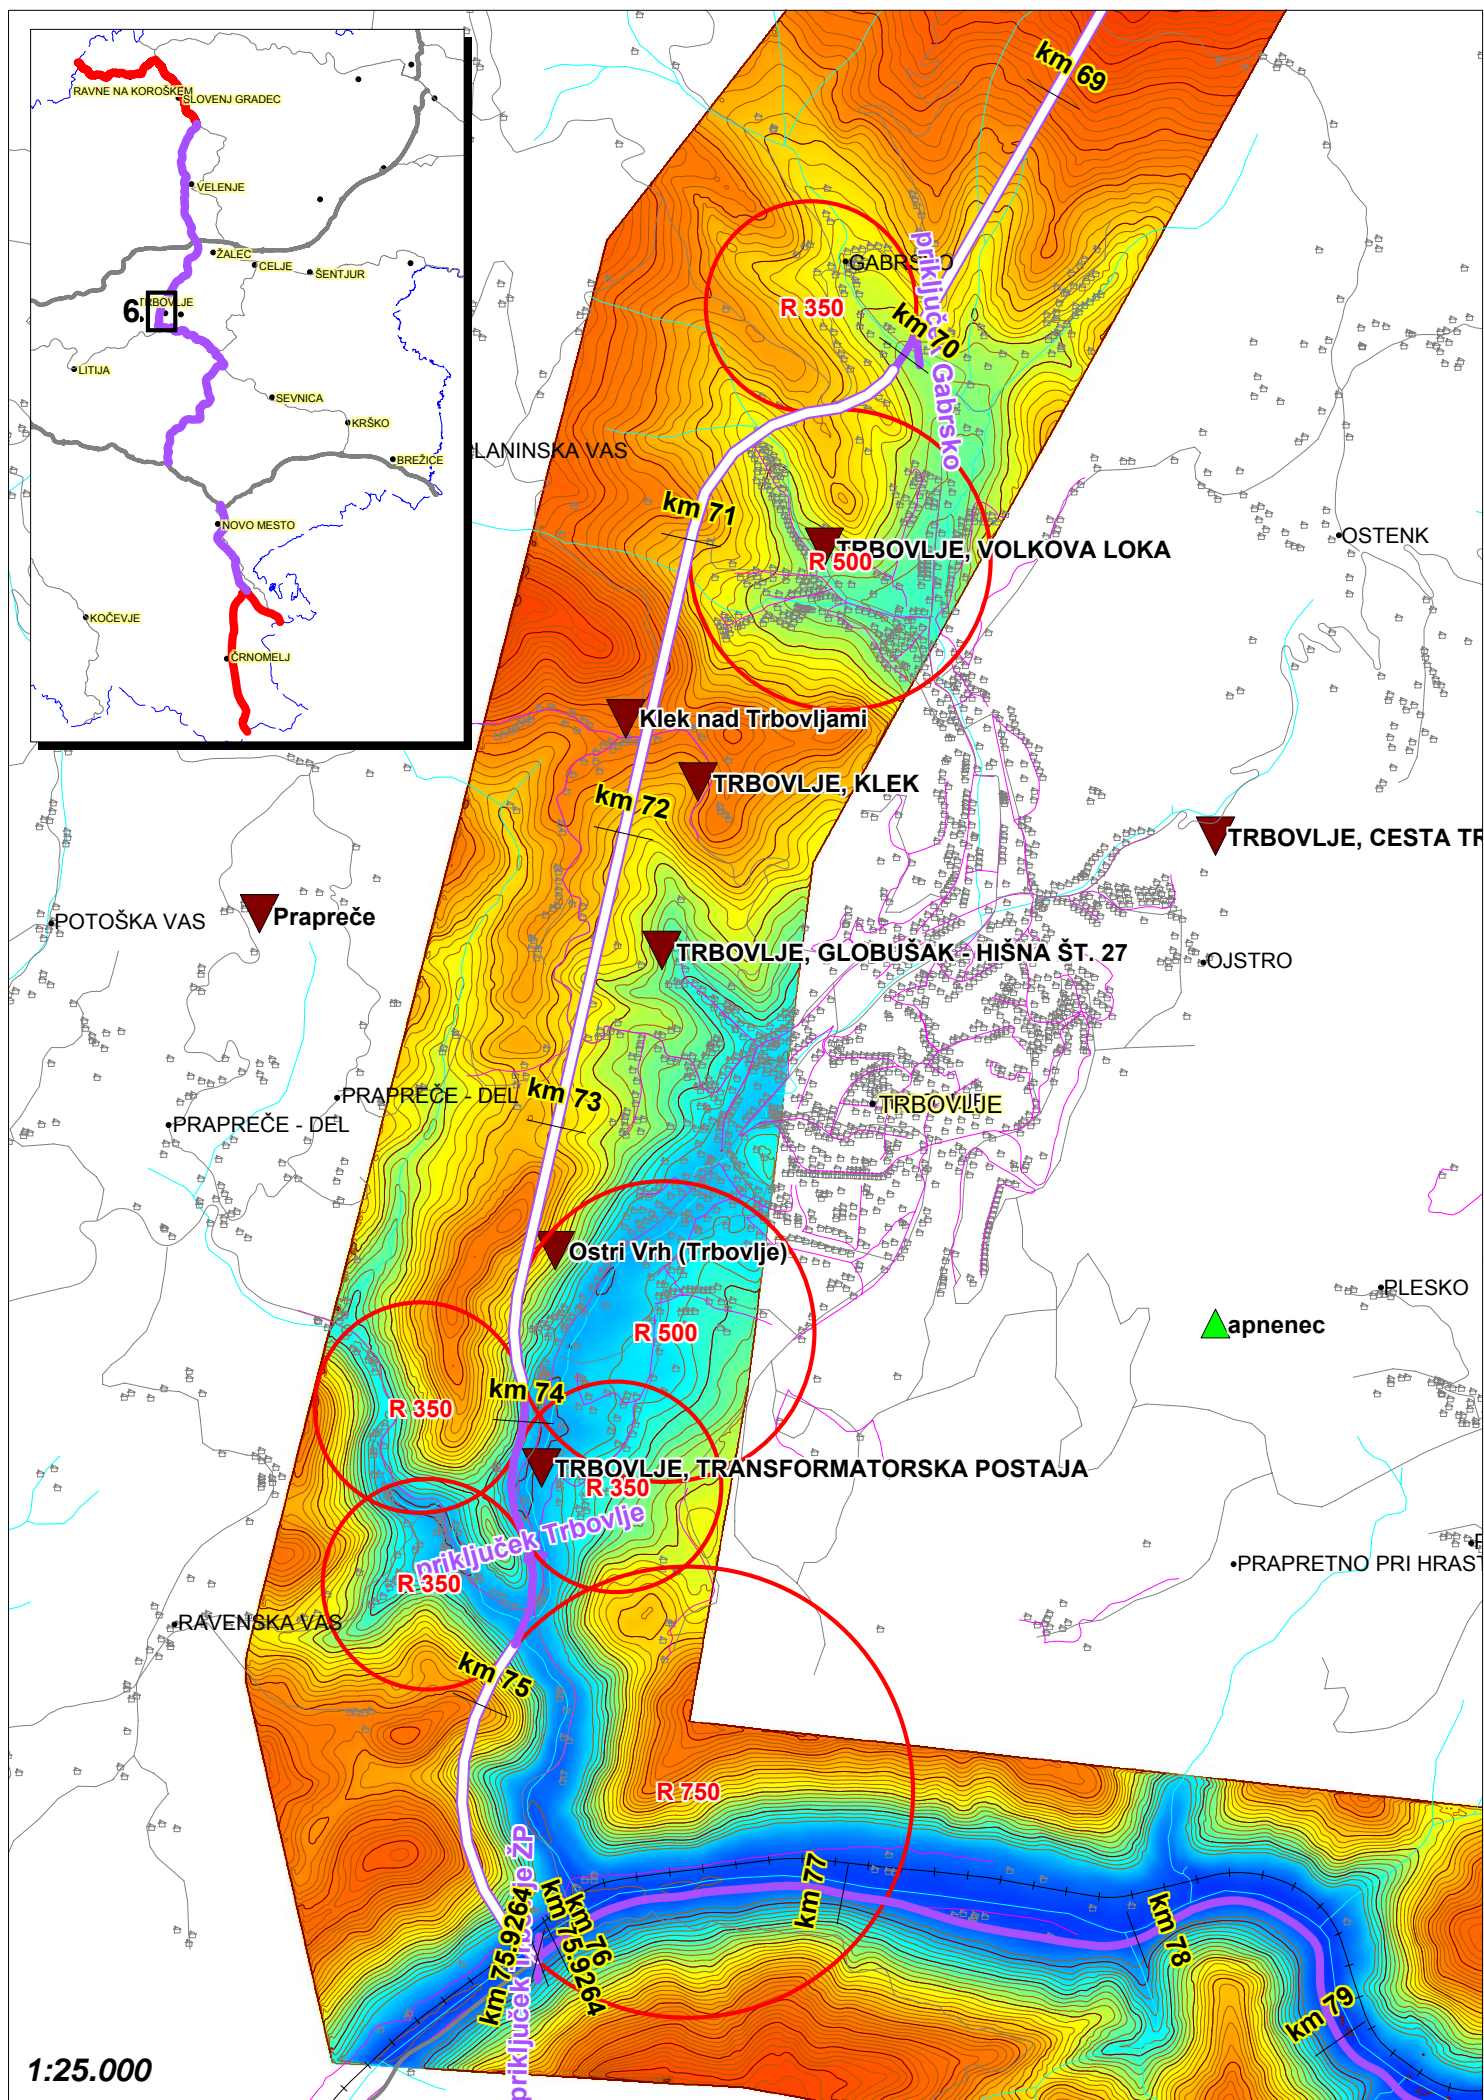 RAVNE NA KOROŠKEM
SLOVENJ GRADEC
VELENJE
ŽALEC
CELJE
ŠENTJUR
TRBOVLJE
6
LITIJA
SEVNICA
KRŠKO
BREŽICE
NOVO MESTO
KOČEVJE
ČRNOMELJ
km 69
GABRSKO
priključek Gabrsko
R 350
km 70
LANINSKA VAS
km 71
TRBOVLJE, VOLKOVA LOKA
R 500
OSTENK
Klek nad Trbovljami
TRBOVLJE, KLEK
km 72
TRBOVLJE, CESTA TR
POTOŠKA VAS
Prapreče
TRBOVLJE, GLOBUŠAK - HIŠNA ŠT. 27
OJSTRO
km 73
PRAPREČE - DEL
PRAPREČE - DEL
TRBOVLJE
Ostri Vrh (Trbovlje)
PLESKO
apnenec
R 500
km 74
R 350
TRBOVLJE, TRANSFORMATORSKA POSTAJA
R 350
priključek Trbovlje
R 350
PRAPRETNO PRI HRAST
RAVENSKA VAS
km 75
R 750
priključek Trbovlje ŽP
km 75.9264
km 76
km 75.9264
km 77
km 78
km 79
1:25.000